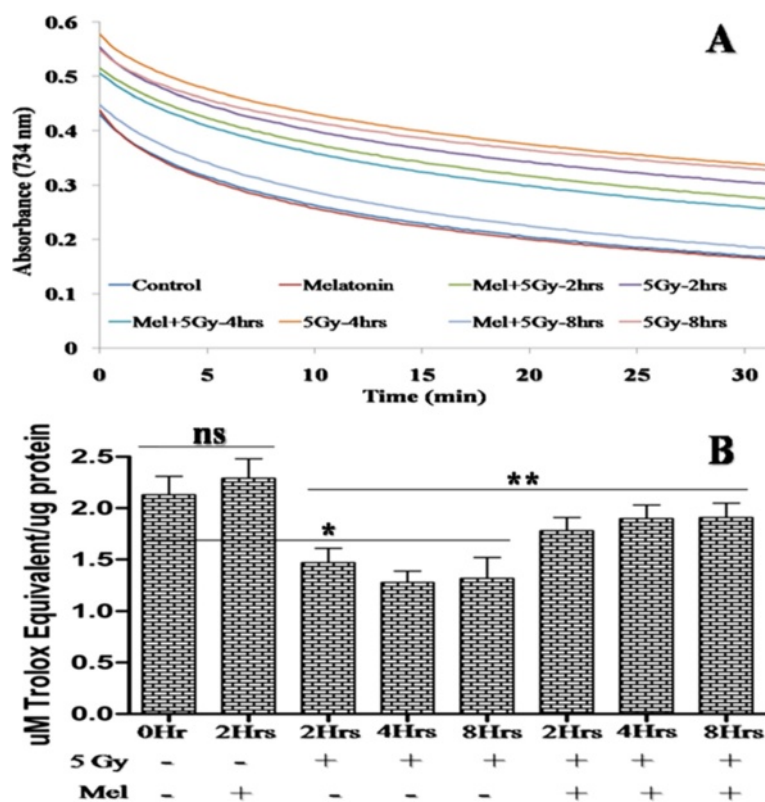 A
0.6
0.5
0.4
0.3
0.2
0.1
0
Absorbance (734 nm)
Control Melatonin Mel+5Gy-2hrs 5Gy-2hrs
Mel+5Gy-4hrs 5Gy-4hrs Mel+5Gy-8hrs 5Gy-8hrs
0 5 10 15 20 25 30
Time (min)
B
ns
**
*
2.5
2.0
1.5
1.0
0.5
0.0
uM Trolox Equivalent/ug protein
0Hr 2Hrs 2Hrs 4Hrs 8Hrs 2Hrs 4Hrs 8Hrs
5 Gy - - + + + + + +
Mel - + - - - + + +